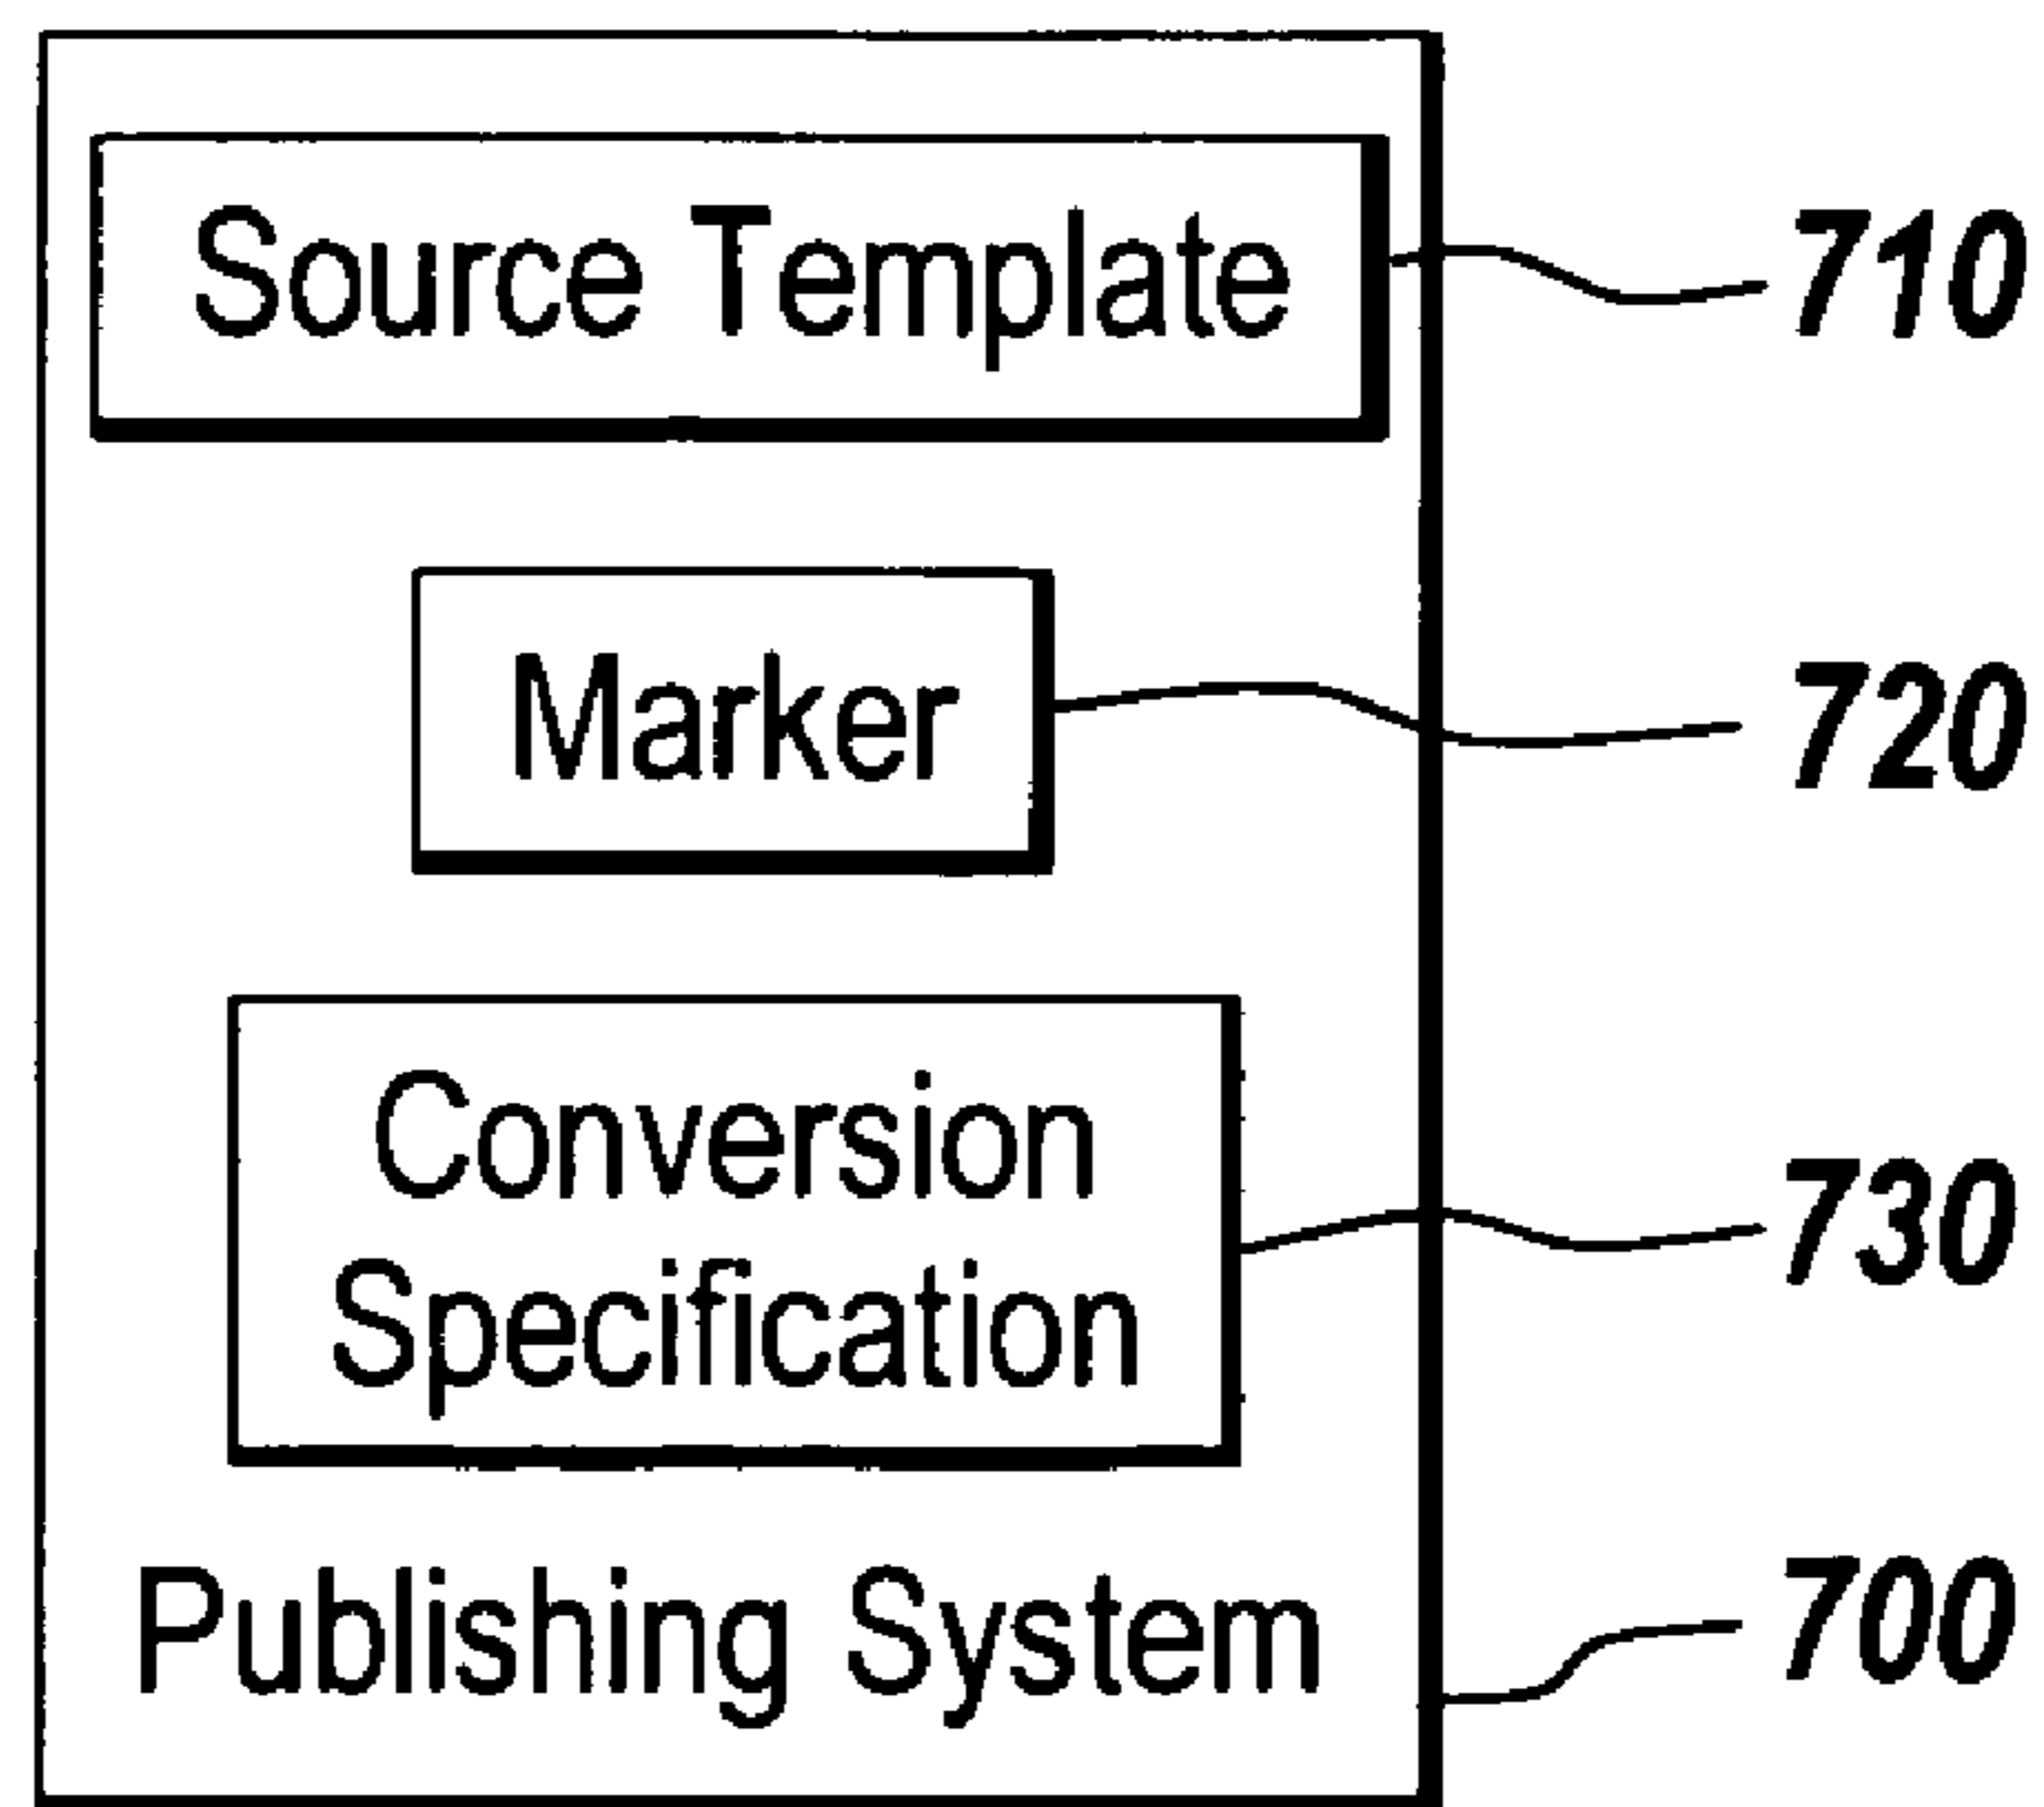 Source Template 710
Marker 720
Conversion
Specification 730
Publishing System 700